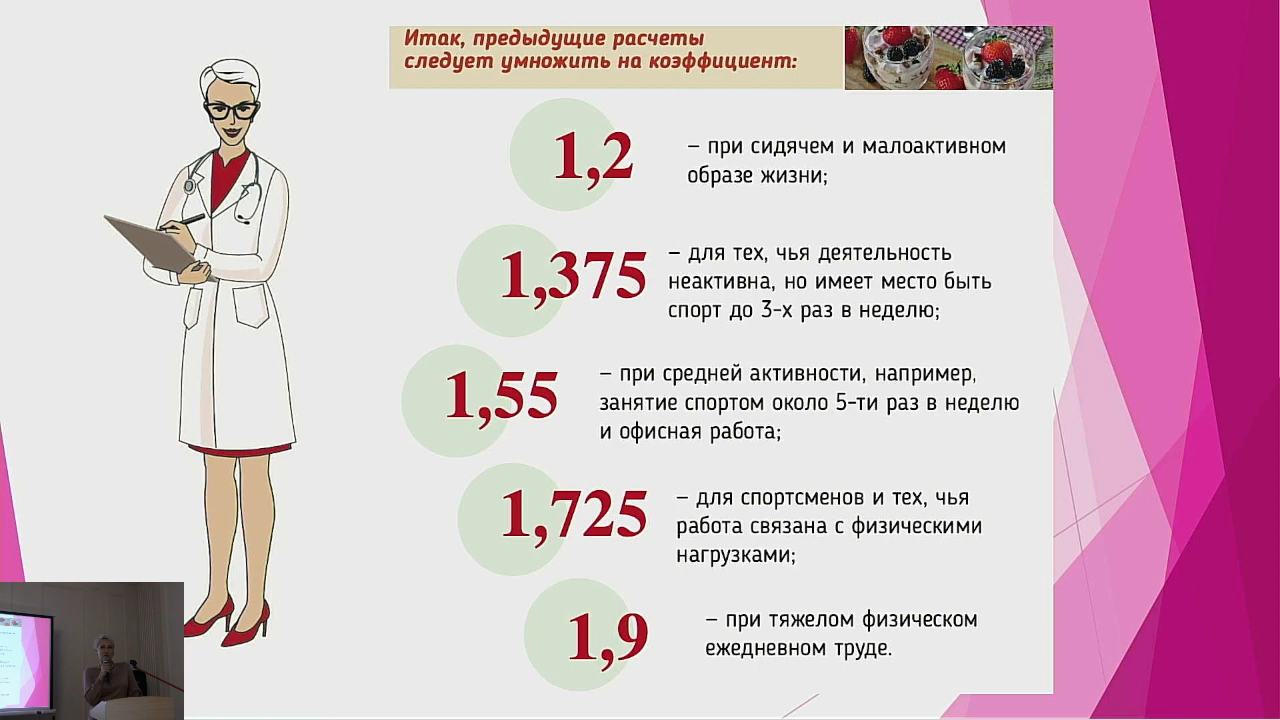 Итак, предыдущие расчеты
следует умножить на коэффициент:
1,2
– при сидячем и малоактивном
образе жизни;
1,375
– для тех, чья деятельность
неактивна, но имеет место быть
спорт до 3-х раз в неделю;
1,55
– при средней активности, например,
занятие спортом около 5-ти раз в неделю
и офисная работа;
1,725
– для спортсменов и тех, чья
работа связана с физическими
нагрузками;
1,9
– при тяжелом физическом
ежедневном труде.